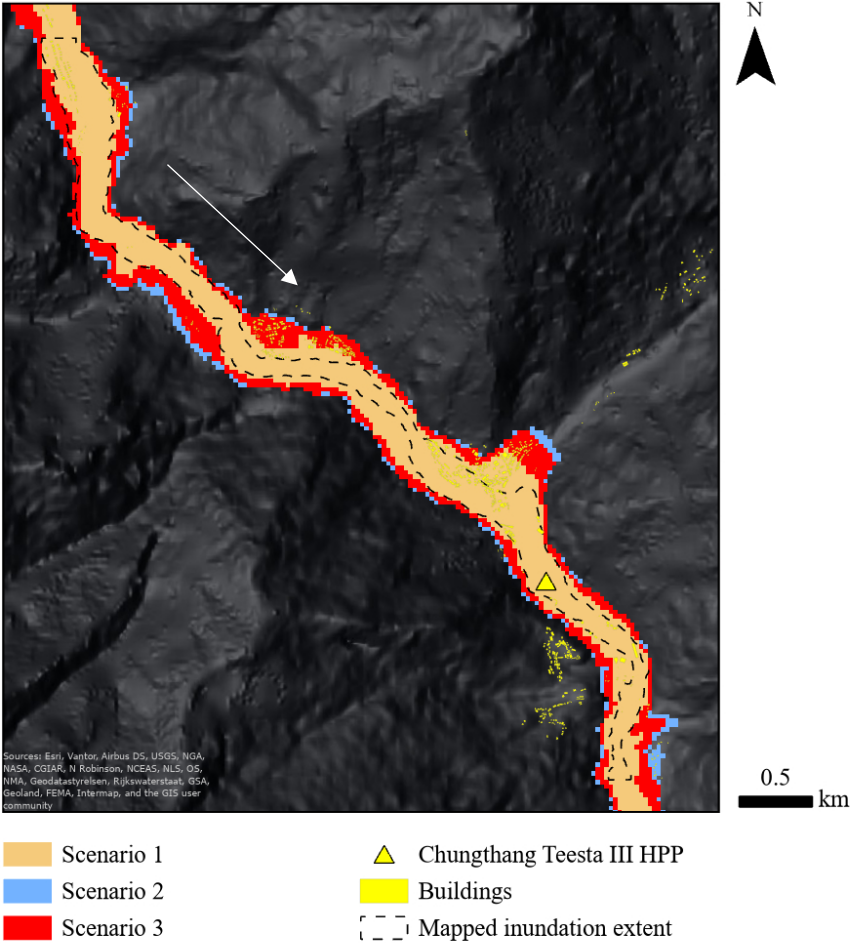 N
Sources: Esri, Vantor, Airbus DS, USGS, NGA,
NASA, CGIAR, N Robinson, NCEAS, NLS, OS,
NMA, Geodatastyrelsen, Rijkswaterstaat, GSA,
Geoland, FEMA, Intermap, and the GIS user
community
0.5
km
Scenario 1
Scenario 2
Scenario 3
Chungthang Teesta III HPP
Buildings
Mapped inundation extent